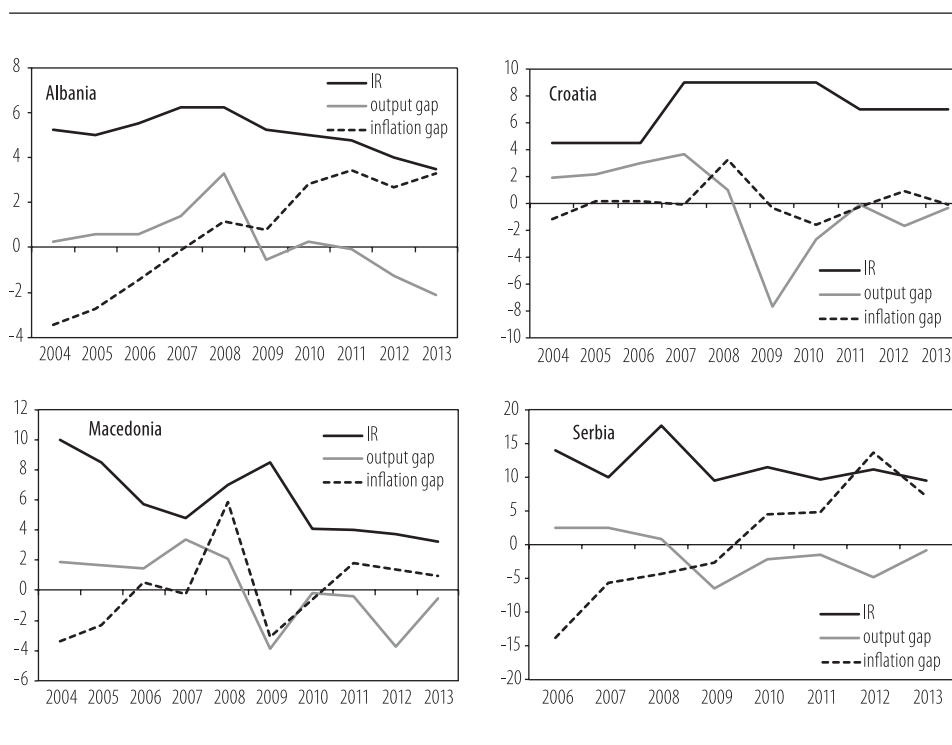 Albania
8
6
4
2
0
–2
–4
IR
output gap
inflation gap
2004 2005 2006 2007 2008 2009 2010 2011 2012 2013
Croatia
10
8
6
4
2
0
–2
–4
–6
–8
–10
IR
output gap
inflation gap
2004 2005 2006 2007 2008 2009 2010 2011 2012 2013
Macedonia
12
10
8
6
4
2
0
–2
–4
–6
IR
output gap
inflation gap
2004 2005 2006 2007 2008 2009 2010 2011 2012 2013
Serbia
20
15
10
5
0
–5
–10
–15
–20
IR
output gap
inflation gap
2006 2007 2008 2009 2010 2011 2012 2013